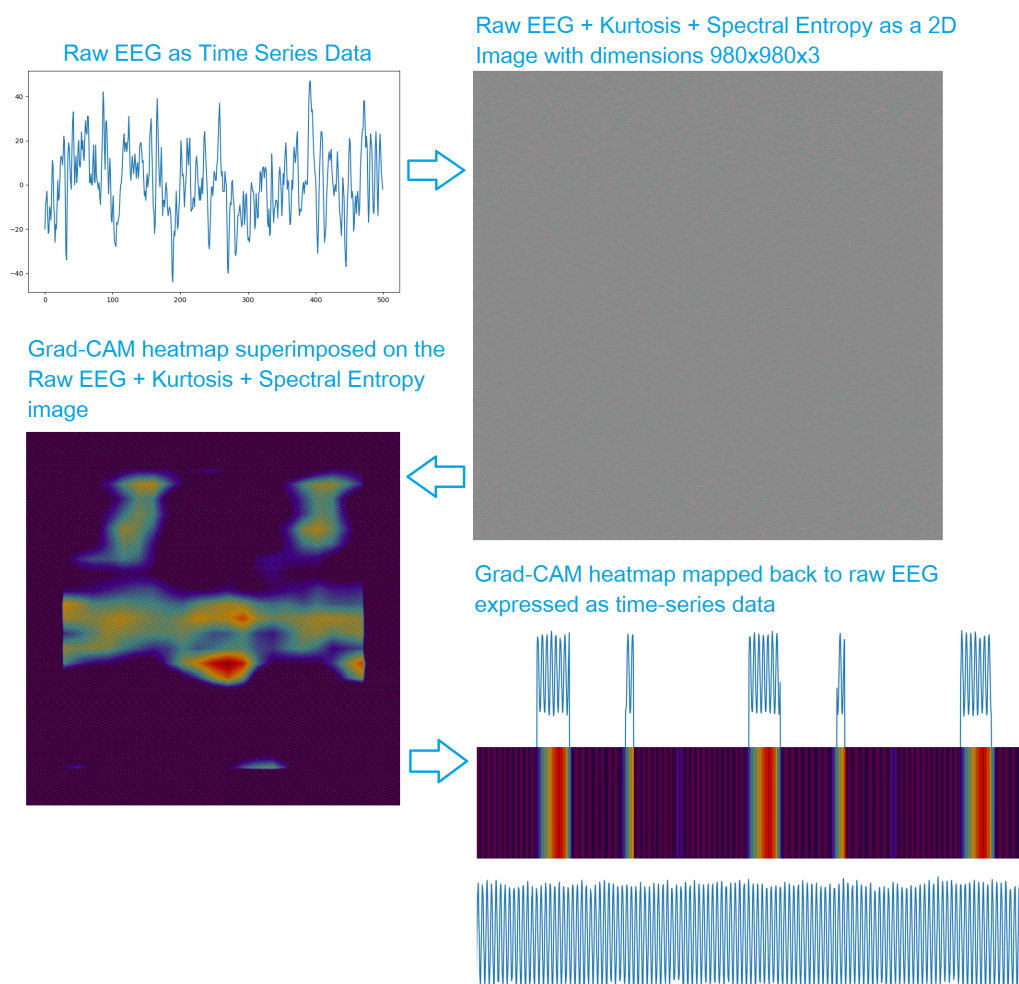 Raw EEG as Time Series Data
Raw EEG + Kurtosis + Spectral Entropy as a 2D
Image with dimensions 980x980x3
40
20
0
−20
−40
0
100
200
300
400
500
Grad-CAM heatmap superimposed on the
Raw EEG + Kurtosis + Spectral Entropy
image
Grad-CAM heatmap mapped back to raw EEG
expressed as time-series data